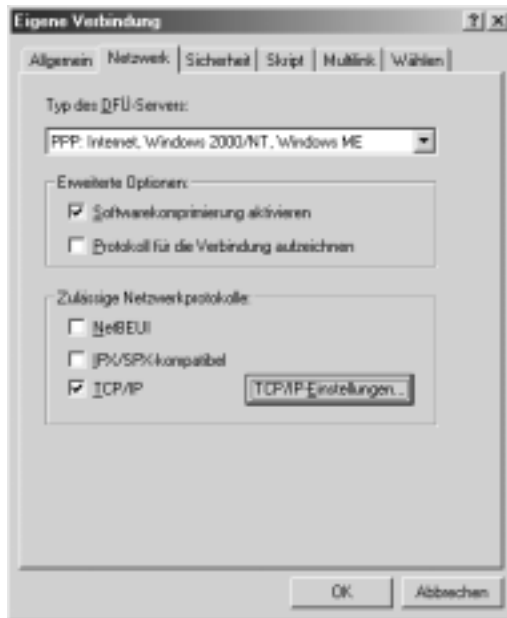 Eigene Verbindung
Allgemein Netzwerk Sicherheit Skript Multilink Wählen
Typ des DFÜ-Servers:
PPP: Internet, Windows 2000/NT, Windows ME
Erweiterte Optionen:
Softwarekomprimierung aktivieren
Protokoll für die Verbindung aufzeichnen
Zulässige Netzwerkprotokolle:
NetBEUI
IPX/SPX-kompatibel
TCP/IP TCP/IP-Einstellungen...
OK Abbrechen